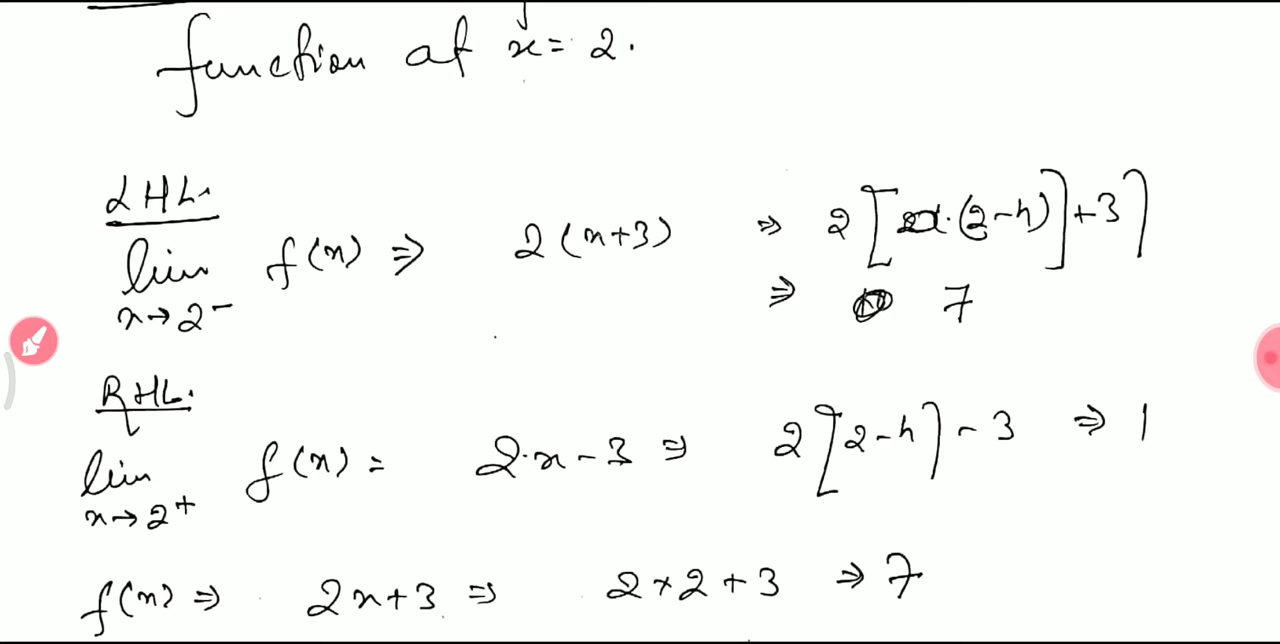 function at x = 2.
LHL.
lim x→2⁻ f(x) ⇒ 2(x+3) ⇒ 2[(2-h)]+3]
⇒ 7
RHL.
lim x→2⁺ f(x) = 2.x-3 ⇒ 2[2-h]-3 ⇒ 1
f(x) ⇒ 2x+3 ⇒ 2×2+3 ⇒ 7